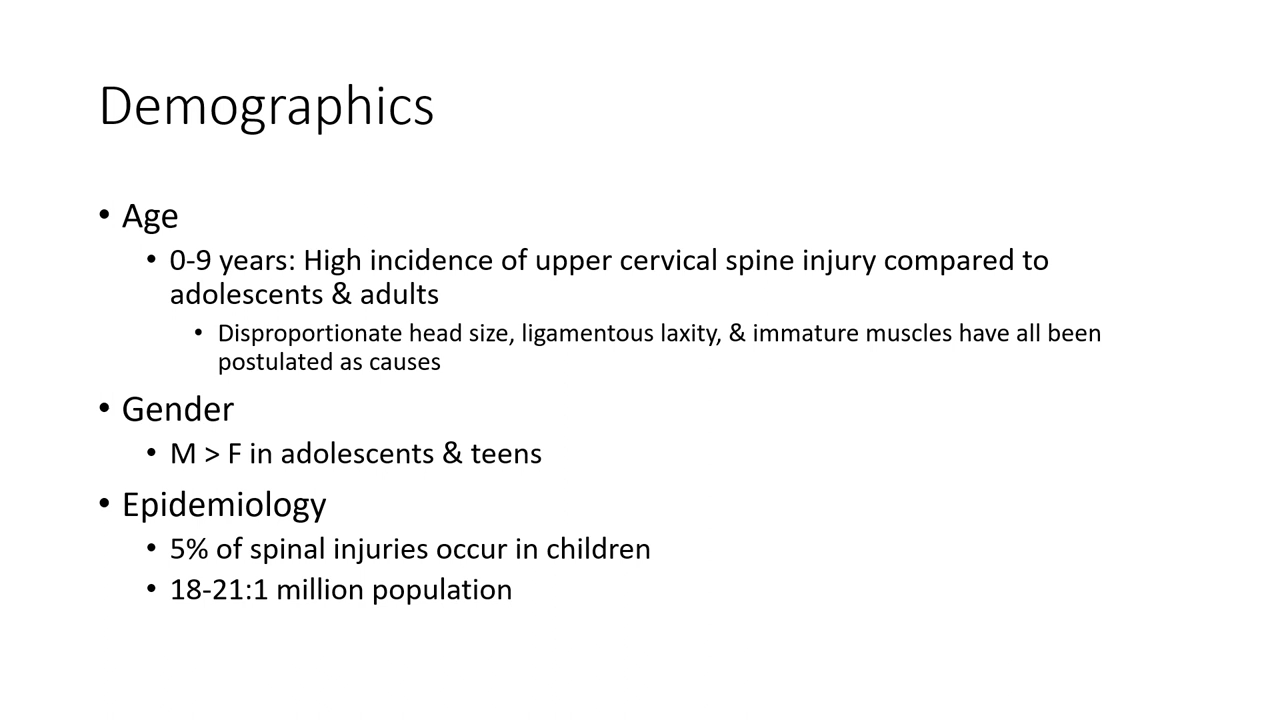 Demographics
• Age
• 0-9 years: High incidence of upper cervical spine injury compared to
adolescents & adults
• Disproportionate head size, ligamentous laxity, & immature muscles have all been
postulated as causes
• Gender
• M > F in adolescents & teens
• Epidemiology
• 5% of spinal injuries occur in children
• 18-21:1 million population